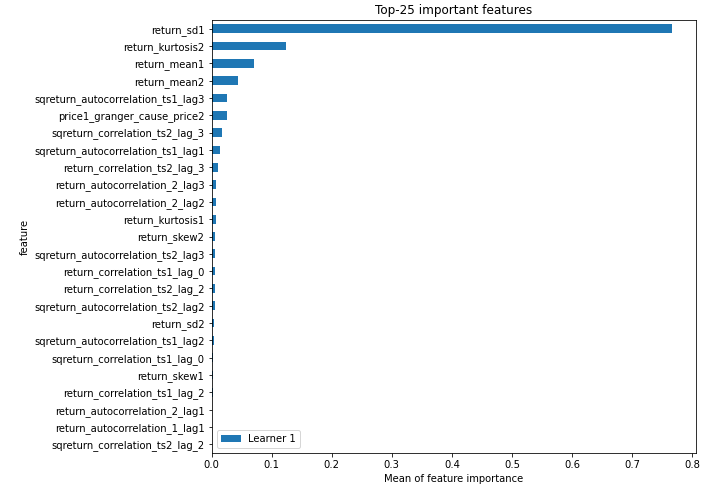 Top-25 important features
return_sd1
return_kurtosis2
return_mean1
return_mean2
sqreturn_autocorrelation_ts1_lag3
price1_granger_cause_price2
sqreturn_correlation_ts2_lag_3
sqreturn_autocorrelation_ts1_lag1
return_correlation_ts2_lag_3
return_autocorrelation_2_lag3
return_autocorrelation_2_lag2
return_kurtosis1
return_skew2
sqreturn_autocorrelation_ts2_lag3
return_correlation_ts1_lag_0
return_correlation_ts2_lag_2
sqreturn_autocorrelation_ts2_lag2
return_sd2
sqreturn_autocorrelation_ts1_lag2
sqreturn_correlation_ts1_lag_0
return_skew1
return_correlation_ts1_lag_2
return_autocorrelation_2_lag1
return_autocorrelation_1_lag1
sqreturn_correlation_ts2_lag_2
feature
Learner 1
0.0 0.1 0.2 0.3 0.4 0.5 0.6 0.7 0.8
Mean of feature importance